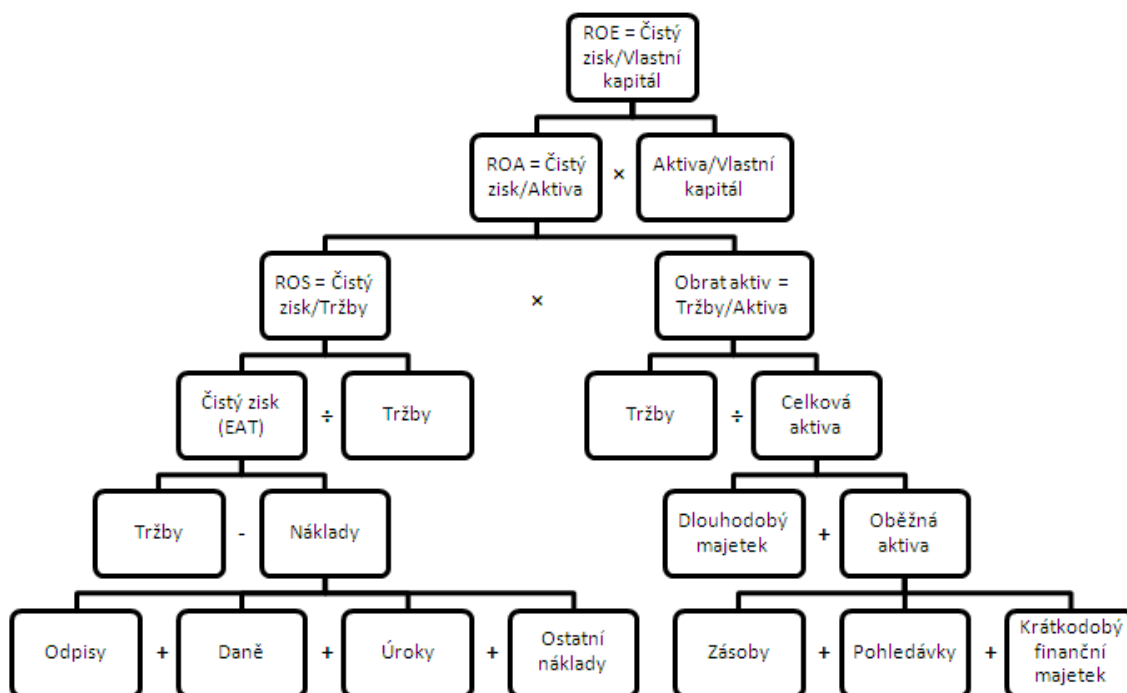 ROE = Čistý
zisk/Vlastní
kapitál
ROA = Čistý
zisk/Aktiva
×
Aktiva/Vlastní
kapitál
ROS = Čistý
zisk/Tržby
×
Obrat aktiv =
Tržby/Aktiva
Čistý zisk
(EAT)
÷
Tržby
Tržby
÷
Celková
aktiva
Tržby
-
Náklady
Dlouhodobý
majetek
+
Oběžná
aktiva
Odpisy
+
Daně
+
Úroky
+
Ostatní
náklady
Zásoby
+
Pohledávky
+
Krátkodobý
finanční
majetek